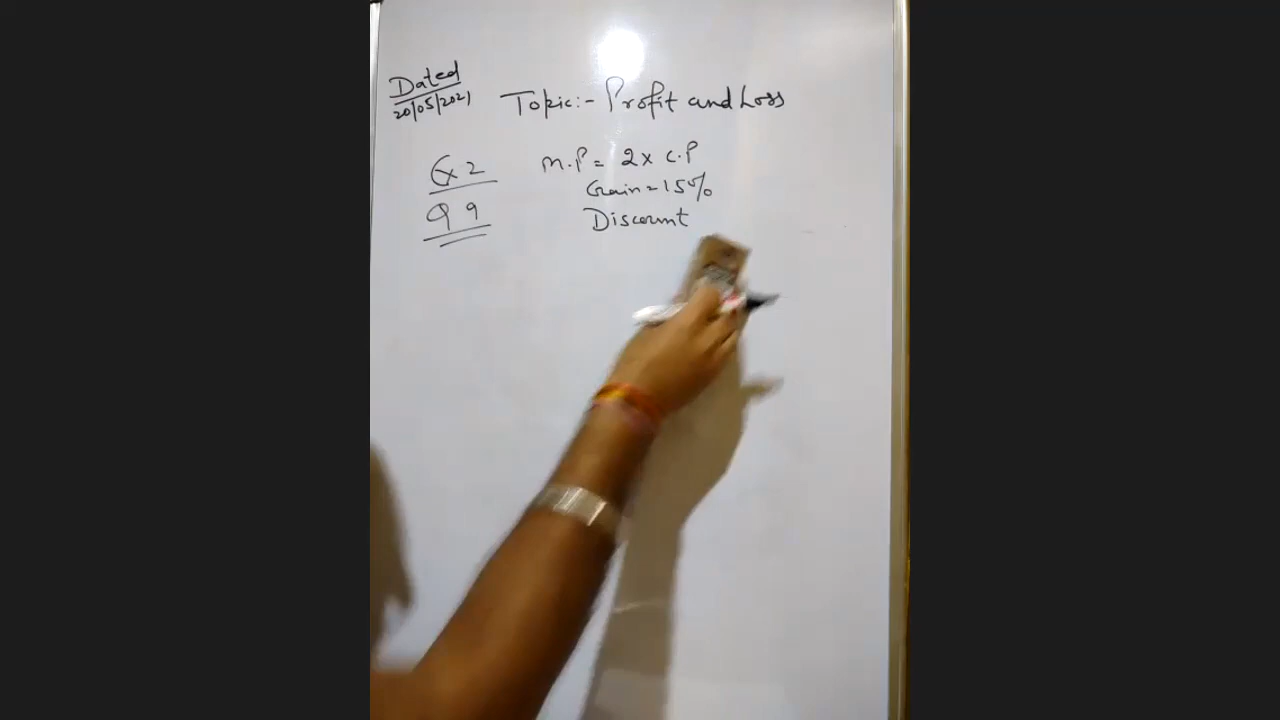 Dated
20/05/2021
Topic:- Profit and Loss
Ex 2
Q 9
M.P = 2 x C.P
Gain = 15%
Discount